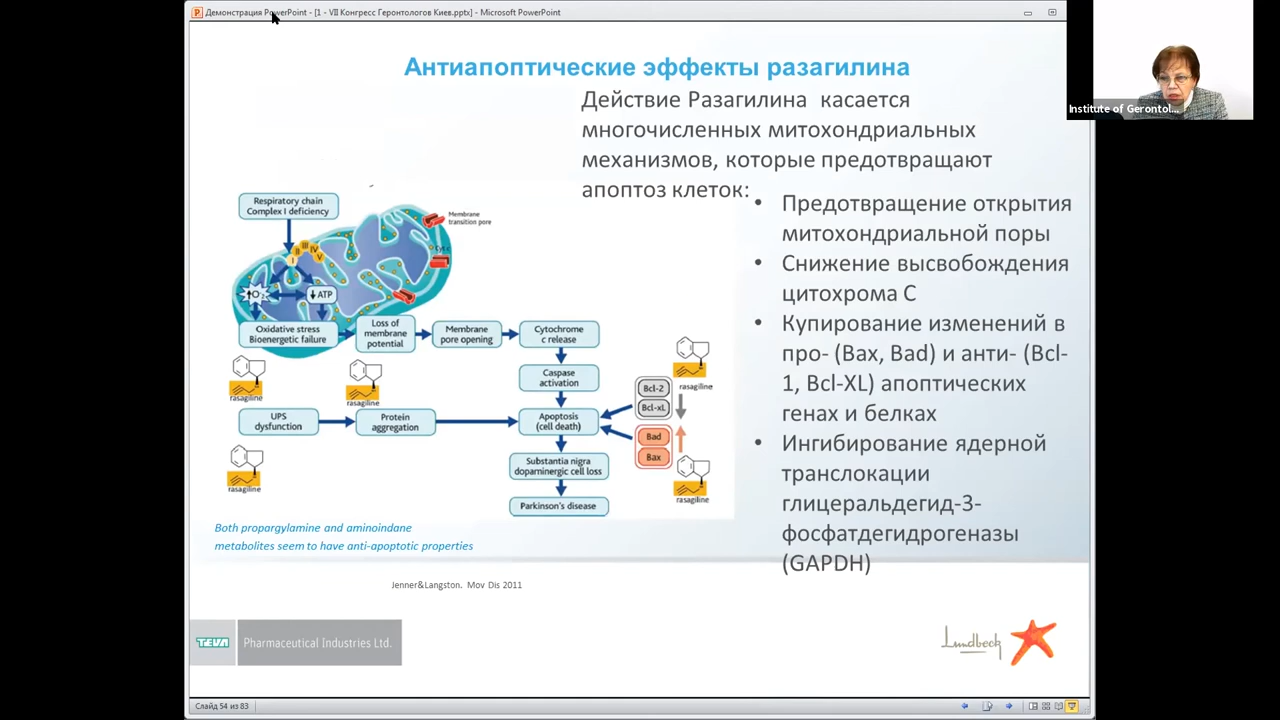 Демонстрация PowerPoint - [1 - VII Конгресс Геронтологов Киев.pptx] - Microsoft PowerPoint
Institute of Gerontol...
Антиапоптические эффекты разагилина
Действие Разагилина касается
многочисленных митохондриальных
механизмов, которые предотвращают
апоптоз клеток:
• Предотвращение открытия
митохондриальной поры
• Снижение высвобождения
цитохрома С
• Купирование изменений в
про- (Bax, Bad) и анти- (Bcl-
1, Bcl-XL) апоптических
генах и белках
• Ингибирование ядерной
транслокации
глицеральдегид-3-
фосфатдегидрогеназы
(GAPDH)
Respiratory chain
Complex I deficiency
Membrane
transition pore
Cyt c
I
II
III
IV
V
↑O2
↓ATP
Oxidative stress
Bioenergetic failure
Loss of
membrane
potential
Membrane
pore opening
Cytochrome
c release
rasagiline
rasagiline
Caspase
activation
Bcl-2
Bcl-xL
rasagiline
UPS
dysfunction
Protein
aggregation
Apoptosis
(cell death)
Bad
Bax
rasagiline
rasagiline
Substantia nigra
dopaminergic cell loss
Parkinson's disease
Both propargylamine and aminoindane
metabolites seem to have anti-apoptotic properties
Jenner&Langston. Mov Dis 2011
TEVA
Pharmaceutical Industries Ltd.
Lundbeck
Слайд 54 из 83